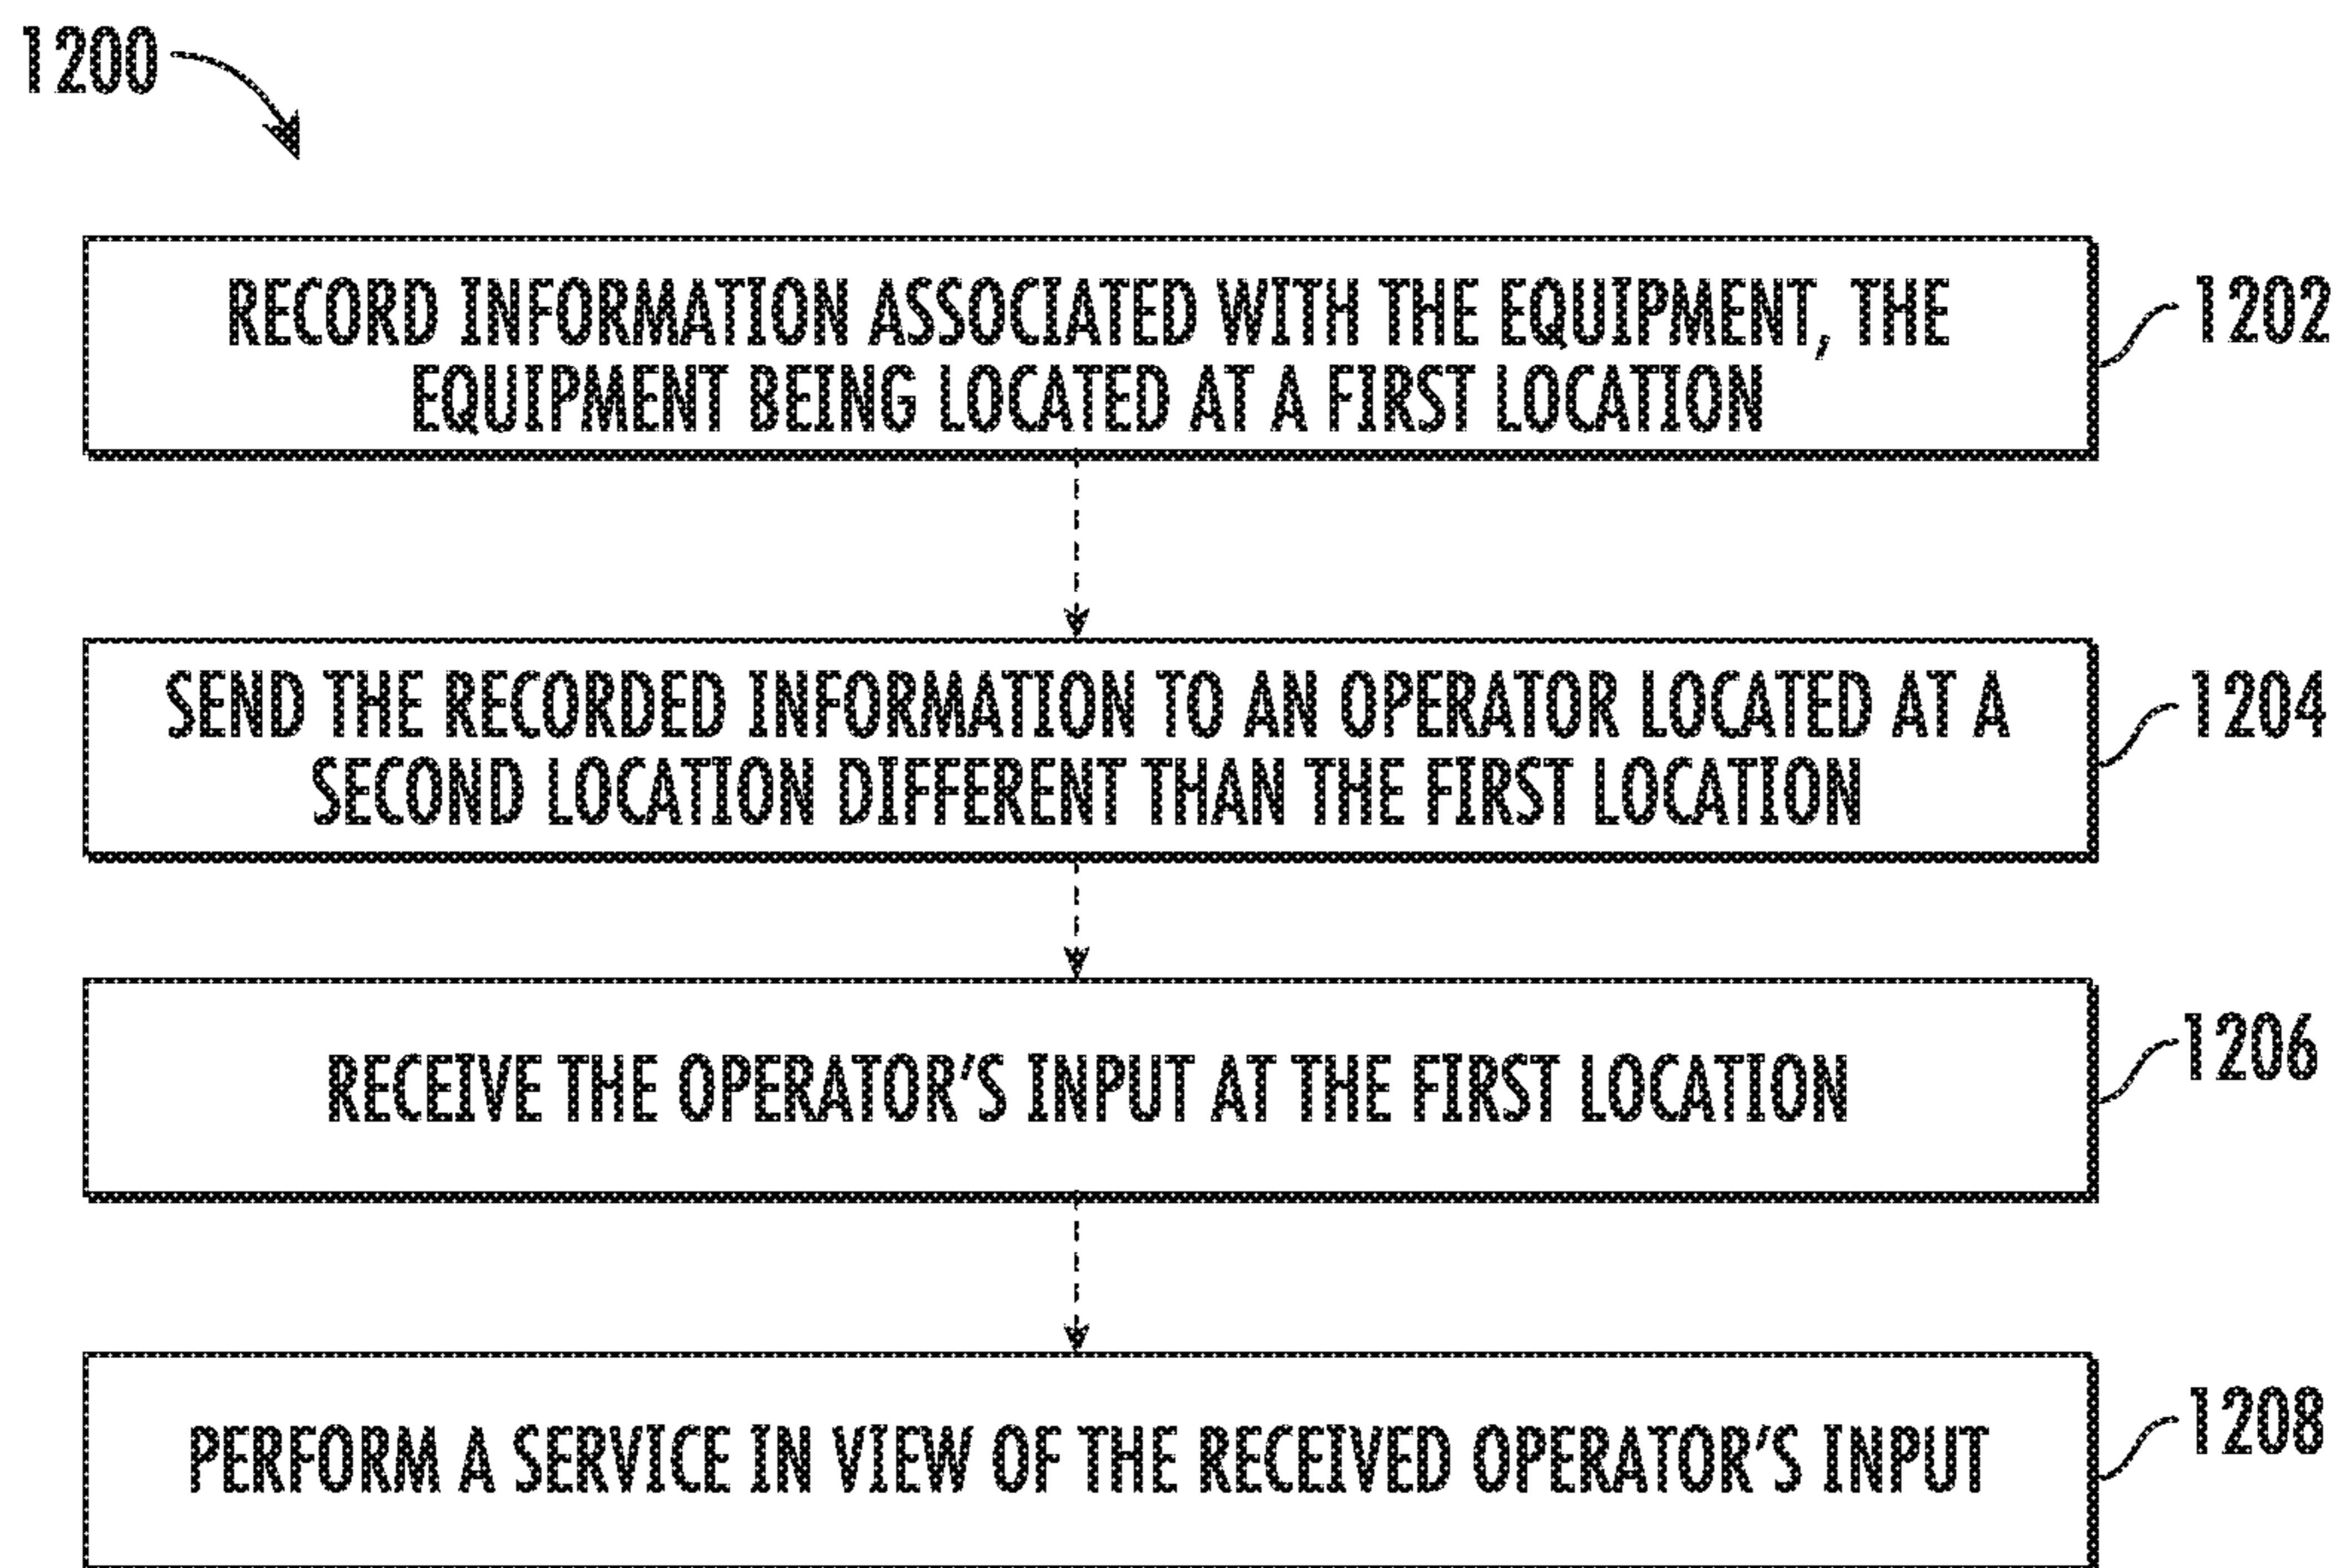 1200
RECORD INFORMATION ASSOCIATED WITH THE EQUIPMENT, THE
EQUIPMENT BEING LOCATED AT A FIRST LOCATION
1202
SEND THE RECORDED INFORMATION TO AN OPERATOR LOCATED AT A
SECOND LOCATION DIFFERENT THAN THE FIRST LOCATION
1204
RECEIVE THE OPERATOR'S INPUT AT THE FIRST LOCATION
1206
PERFORM A SERVICE IN VIEW OF THE RECEIVED OPERATOR'S INPUT
1208